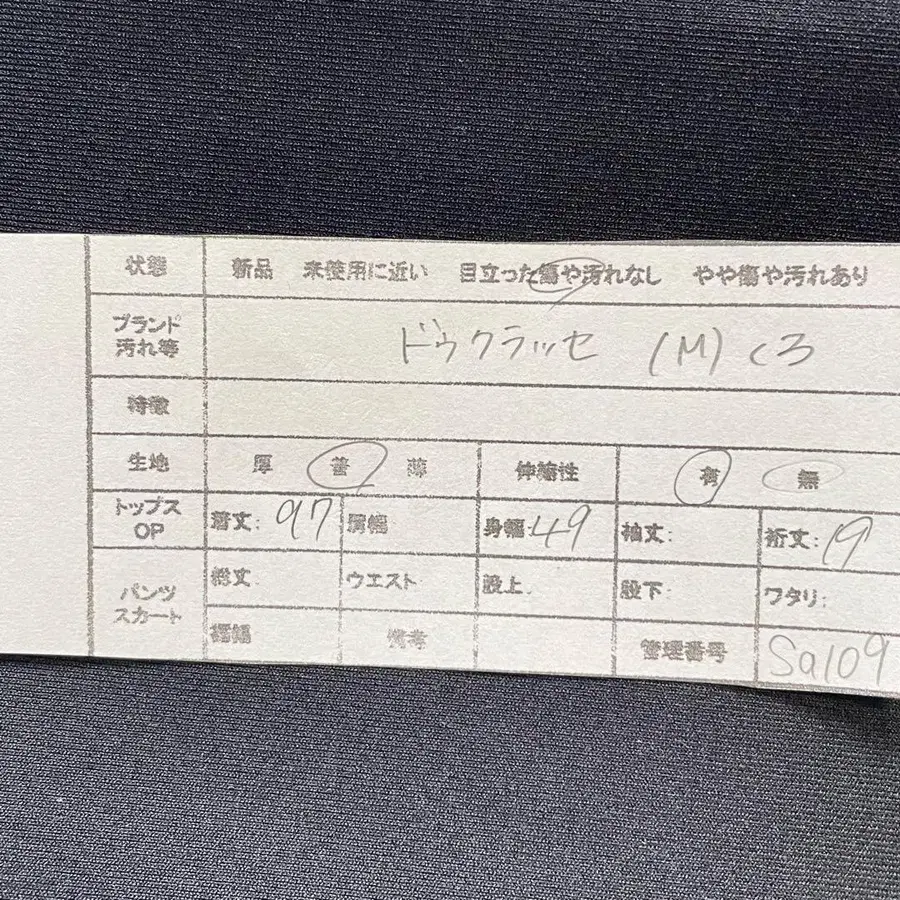 状態 新品 未使用に近い 目立った傷や汚れなし やや傷や汚れあり
ブランド
汚れ等
ドゥクラッセ (M) くろ
特徴
生地 厚 普 薄 伸縮性 有 無
トップス
OP
着丈: 97 肩幅 身幅: 49 袖丈: 裄丈: 19
パンツ
スカート
総丈 ウエスト 股上 股下: ワタリ:
裾幅 備考 管理番号 Sa109